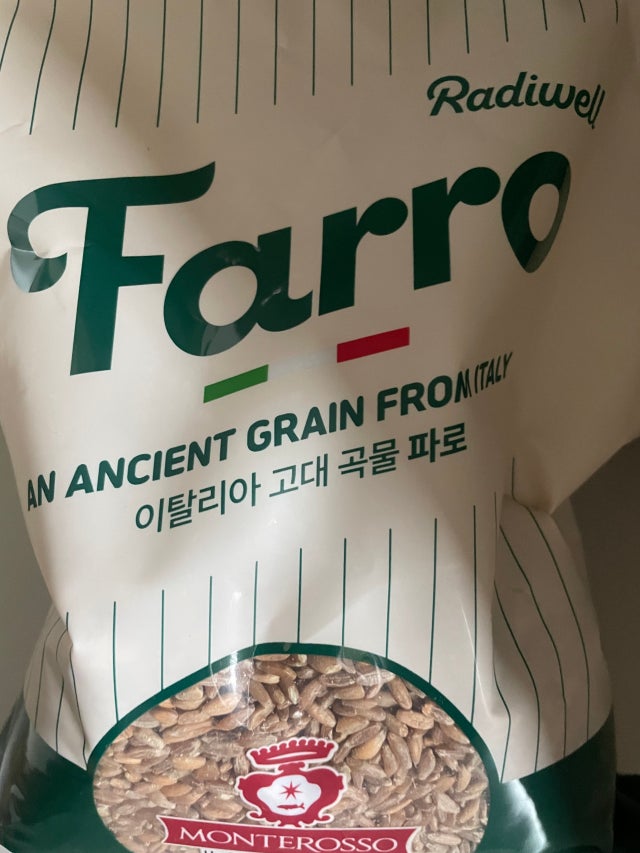 Radiwell
Farro
AN ANCIENT GRAIN FROM ITALY
이탈리아 고대 곡물 파로
MONTEROSSO